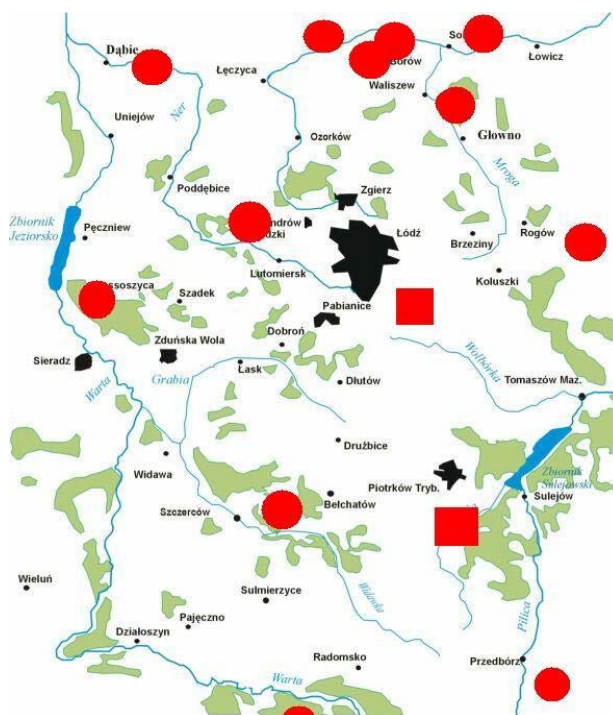 Dąbie
So
Łowicz
Łęczyca
Borów
Waliszew
Ner
Uniejów
Ozorków
Głowno
Mroga
Poddębice
Zgierz
Zbiornik
Jeziorsko
Pęczniew
Łódź
Brzeziny
Rogów
Lutomiersk
Koluszki
Szadek
Pabianice
Dobroń
Zduńska Wola
Wolbórka
Sieradz
Łask
Grabia
Warta
Dłutów
Tomaszów Maz.
Drużbice
Widawa
Piotrków Tryb.
Zbiornik
Sulejowski
Bełchatów
Sulejów
Szczerców
Wieluń
Widawka
Sulmierzyce
Pilica
Pajęczno
Działoszyn
Radomsko
Przedbórz
Warta